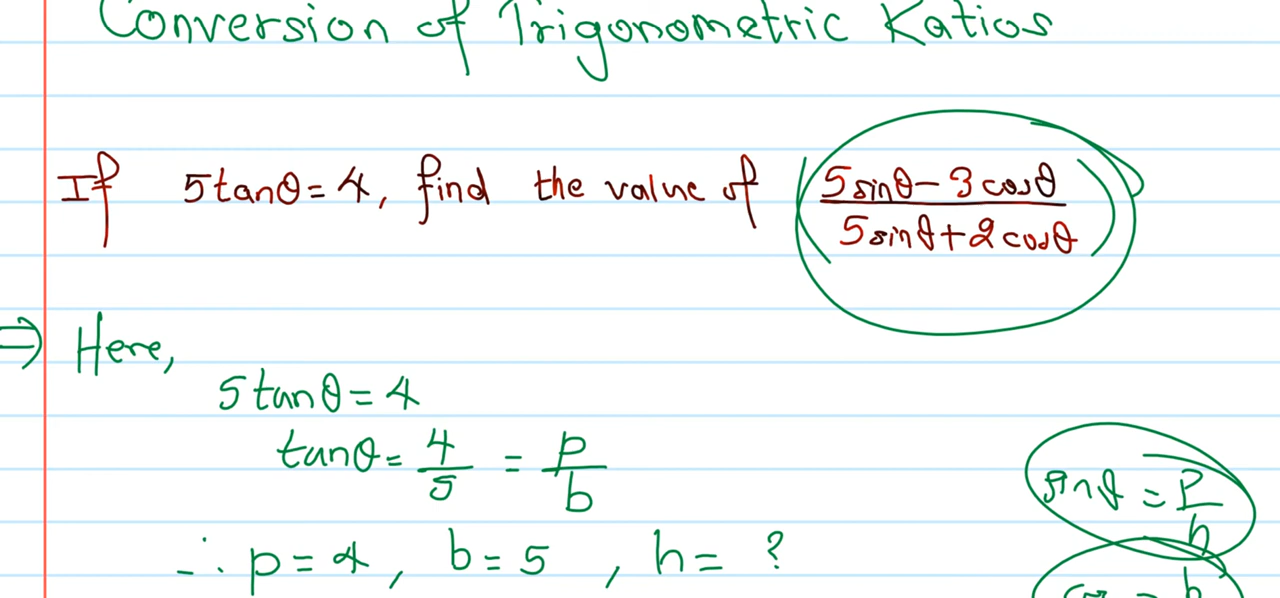 Conversion of Trigonometric Ratios
If 5tanθ = 4, find the value of (5sinθ - 3cosθ / 5sinθ + 2cosθ)
⇒ Here,
5tanθ = 4
tanθ = 4/5 = p/b
sinθ = p/h
∴ p = 4, b = 5, h = ?